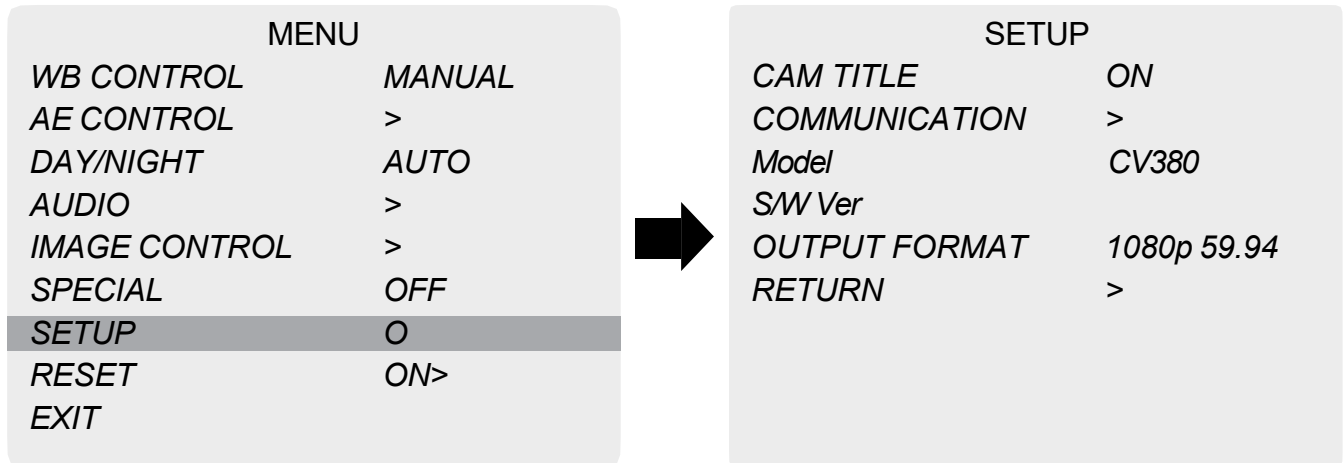 MENU
WB CONTROL MANUAL
AE CONTROL >
DAY/NIGHT AUTO
AUDIO >
IMAGE CONTROL >
SPECIAL OFF
SETUP O
RESET ON>
EXIT
SETUP
CAM TITLE ON
COMMUNICATION >
Model CV380
S/W Ver
OUTPUT FORMAT 1080p 59.94
RETURN >